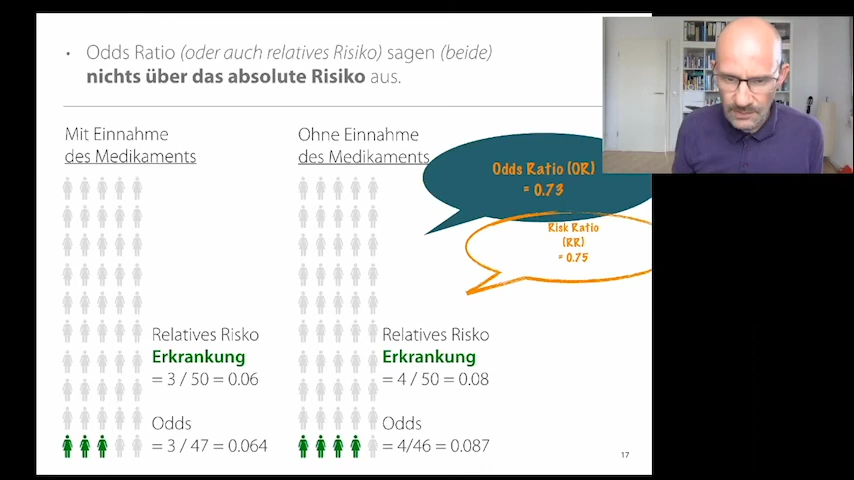 • Odds Ratio (oder auch relatives Risiko) sagen (beide)
nichts über das absolute Risiko aus.
Mit Einnahme
des Medikaments
Ohne Einnahme
des Medikaments
Odds Ratio (OR)
= 0.73
Risk Ratio
(RR)
= 0.75
Relatives Risko
Erkrankung
= 3 / 50 = 0.06
Odds
= 3 / 47 = 0.064
Relatives Risko
Erkrankung
= 4 / 50 = 0.08
Odds
= 4/46 = 0.087
17